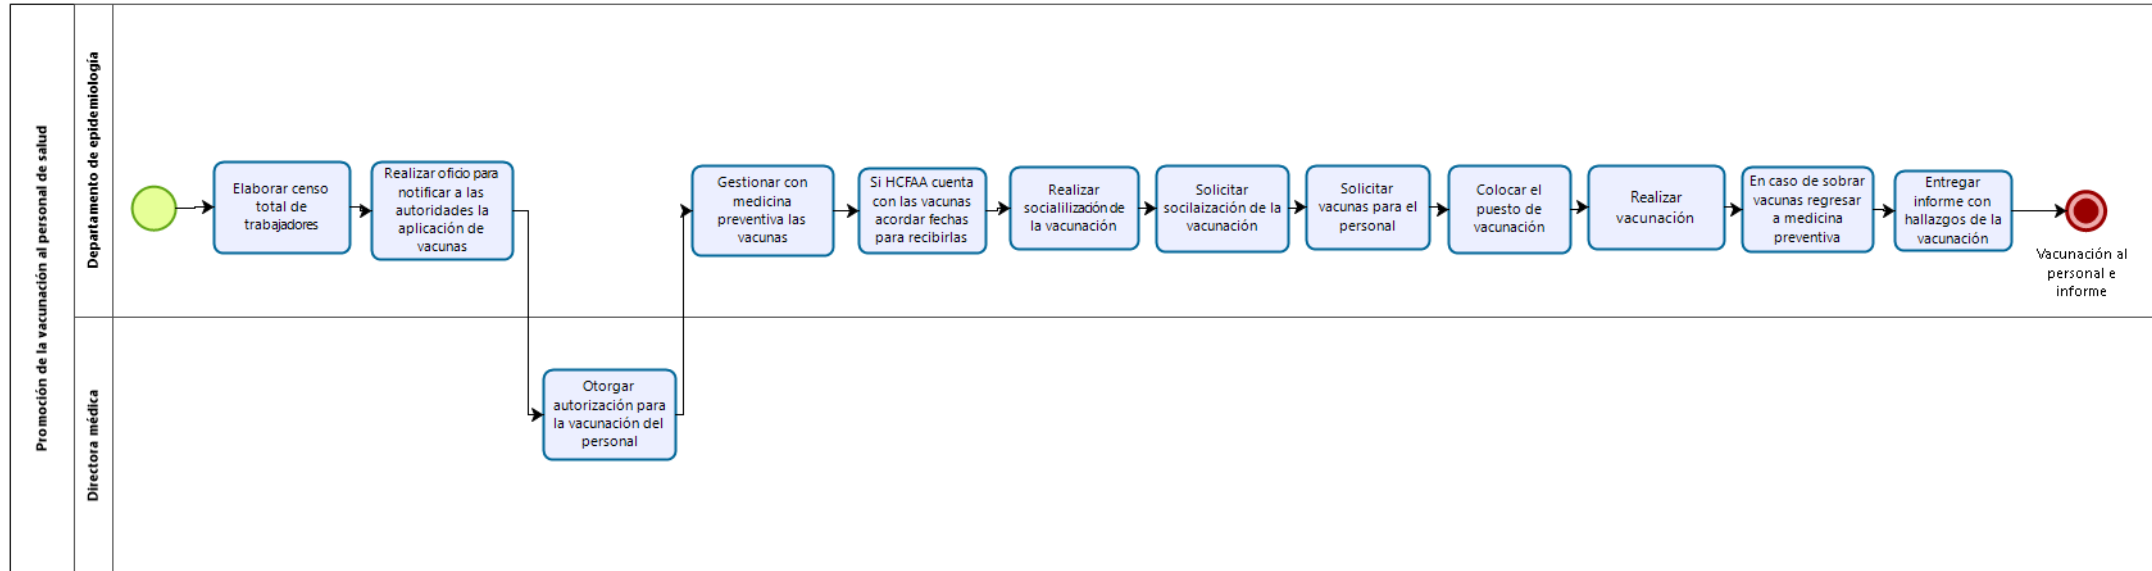 Promoción de la vacunación al personal de salud
Departamento de epidemiología
Elaborar censo
total de
trabajadores
Realizar oficio para
notificar a las
autoridades la
aplicación de
vacunas
Gestionar con
medicina
preventiva las
vacunas
Si HCFAA cuenta
con las vacunas
acordar fechas
para recibirlas
Realizar
socialililización de
la vacunación
Solicitar
socilaización de la
vacunación
Solicitar
vacunas para el
personal
Colocar el
puesto de
vacunación
Realizar
vacunación
En caso de sobrar
vacunas regresar
a medicina
preventiva
Entregar
informe con
hallazgos de la
vacunación
Vacunación al
personal e
informe
Directora médica
Otorgar
autorización para
la vacunación del
personal